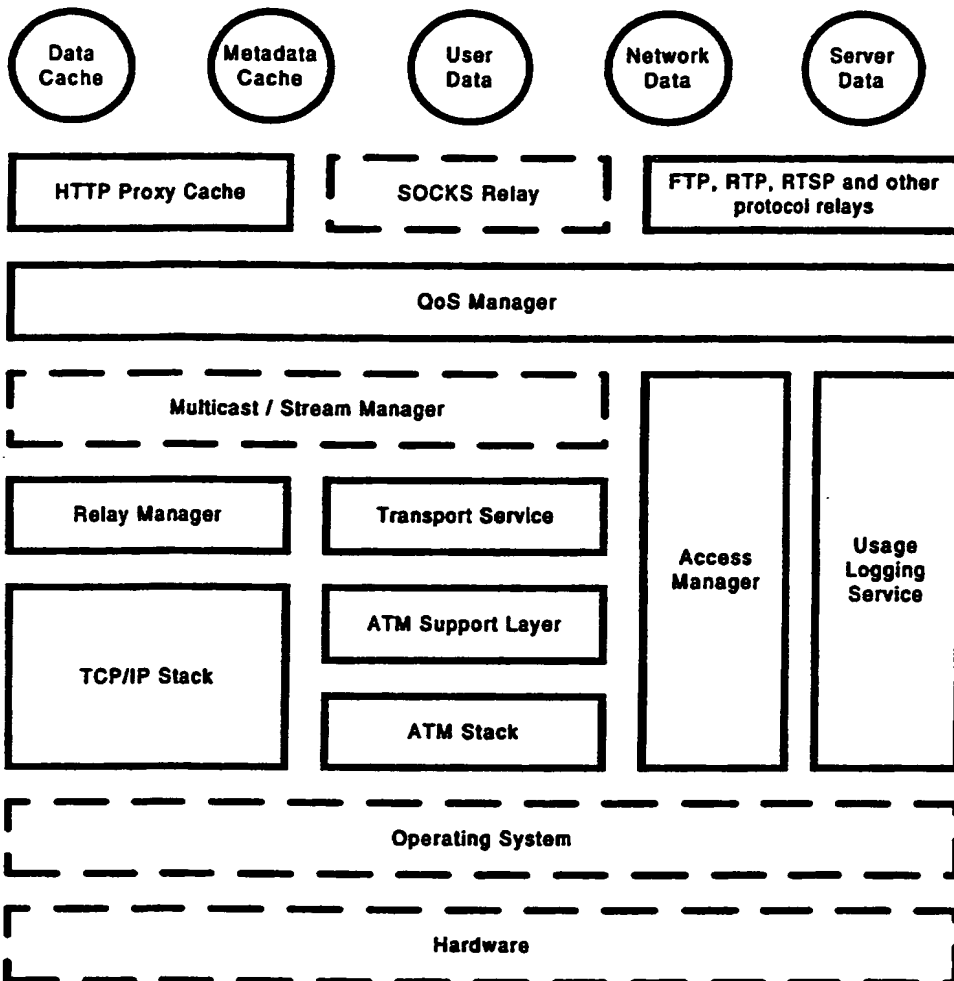 Data
Cache
Metadata
Cache
User
Data
Network
Data
Server
Data
HTTP Proxy Cache
SOCKS Relay
FTP, RTP, RTSP and other
protocol relays
QoS Manager
Multicast / Stream Manager
Relay Manager
Transport Service
Access
Manager
Usage
Logging
Service
ATM Support Layer
TCP/IP Stack
ATM Stack
Operating System
Hardware